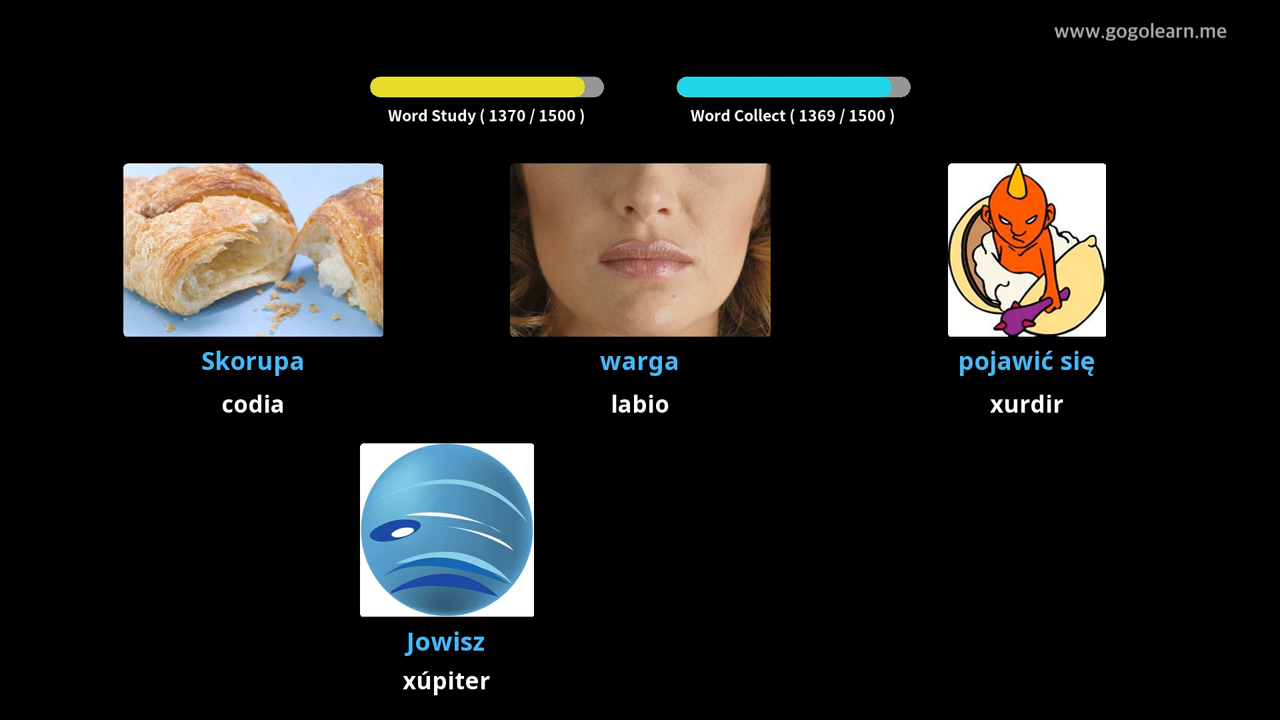 www.gogolearn.me
Word Study ( 1370 / 1500 )
Word Collect ( 1369 / 1500 )
Skorupa
warga
pojawić się
codia
labio
xurdir
Jowisz
xúpiter